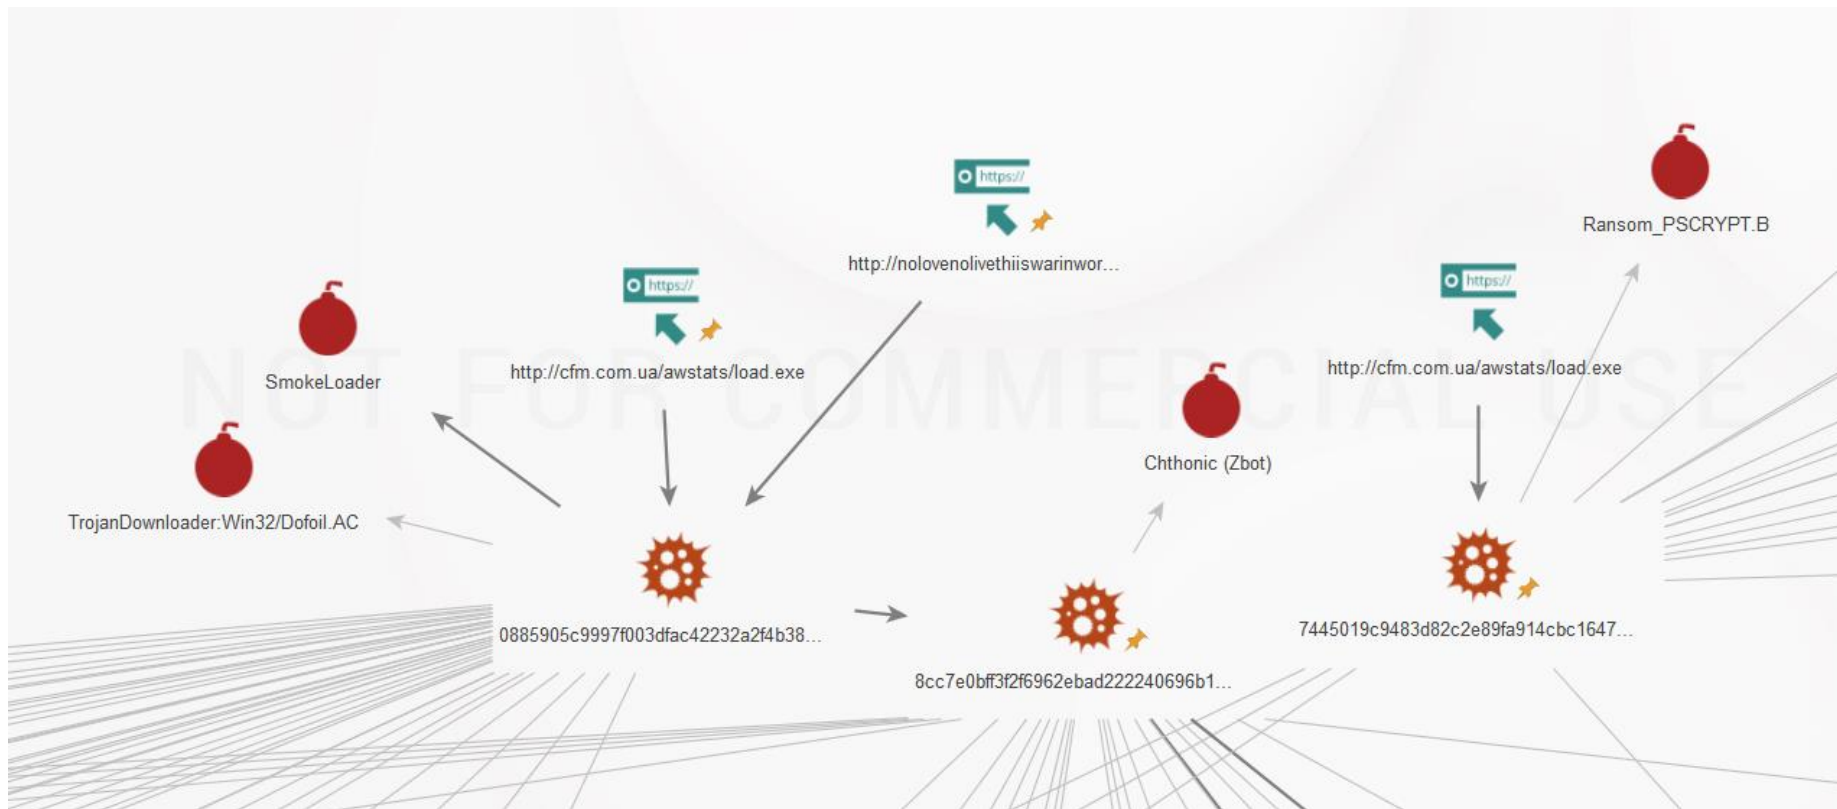 https://
Ransom_PSCRYPT.B
http://nolovenolivethiiswarinwor...
https://
https://
SmokeLoader
http://cfm.com.ua/awstats/load.exe
http://cfm.com.ua/awstats/load.exe
NOT FOR COMMERCIAL USE
Chthonic (Zbot)
TrojanDownloader:Win32/Dofoil.AC
0885905c9997f003dfac42232a2f4b38...
7445019c9483d82c2e89fa914cbc1647...
8cc7e0bff3f2f6962ebad222240696b1...